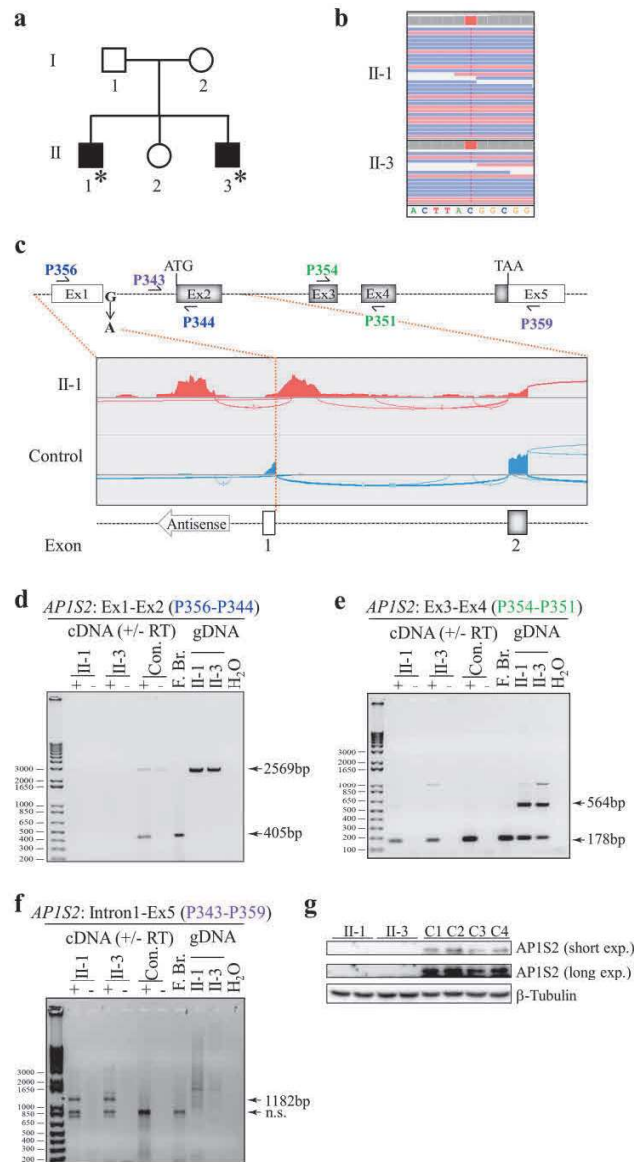 a
I
1
2
II
1*
2
3*
b
II-1
II-3
A C T T A C G G C G G
c
P356
P343
ATG
P354
TAA
Ex1
G
Ex2
Ex3
Ex4
Ex5
A
P344
P351
P359
II-1
Control
Antisense
Exon
1
2
d
AP1S2: Ex1-Ex2 (P356-P344)
cDNA (+/- RT)
gDNA
+ II-1 -
+ II-3 -
+ Con. -
F. Br.
II-1
II-3
H2O
3000
2000
1650
1000
850
650
500
400
300
200
2569bp
405bp
e
AP1S2: Ex3-Ex4 (P354-P351)
cDNA (+/- RT)
gDNA
+ II-1 -
+ II-3 -
+ Con. -
F. Br.
II-1
II-3
H2O
3000
2000
1650
1000
850
650
500
400
300
200
100
564bp
178bp
f
AP1S2: Intron1-Ex5 (P343-P359)
cDNA (+/- RT)
gDNA
+ II-1 -
+ II-3 -
+ Con. -
F. Br.
II-1
II-3
H2O
3000
2000
1650
1000
850
650
500
400
300
200
1182bp
n.s.
g
II-1
II-3
C1 C2 C3 C4
AP1S2 (short exp.)
AP1S2 (long exp.)
β-Tubulin